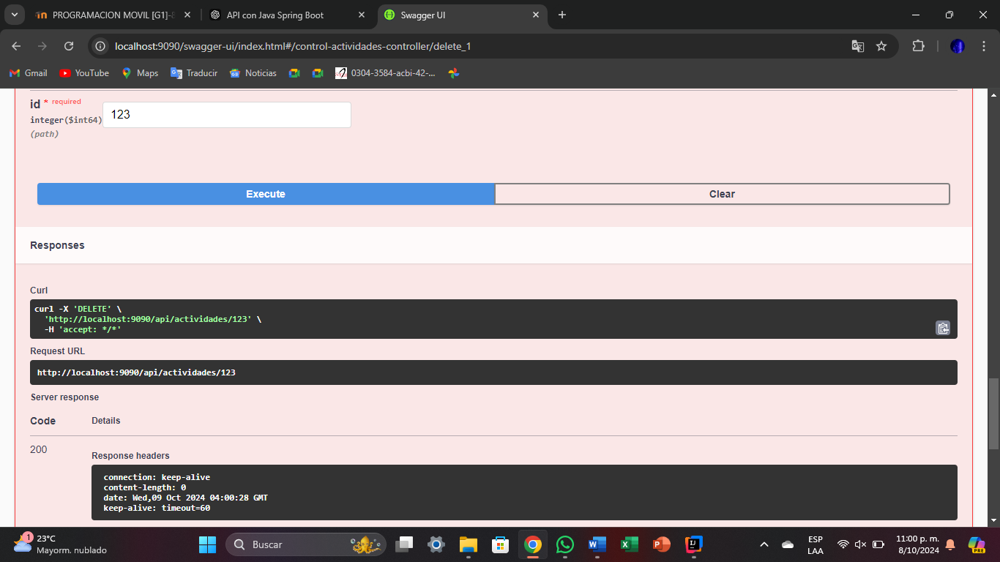 PROGRAMACION MOVIL [G1]-8
API con Java Spring Boot
Swagger UI
localhost:9090/swagger-ui/index.html#/control-actividades-controller/delete_1
Gmail
YouTube
Maps
Traducir
Noticias
0304-3584-acbi-42-...
id * required
integer($int64)
(path)
123
Execute
Clear
Responses
Curl
curl -X 'DELETE' \
'http://localhost:9090/api/actividades/123' \
-H 'accept: */*'
Request URL
http://localhost:9090/api/actividades/123
Server response
Code Details
200
Response headers
connection: keep-alive
content-length: 0
date: Wed,09 Oct 2024 04:00:28 GMT
keep-alive: timeout=60
1
23°C
Mayorm. nublado
Buscar
ESP
LAA
11:00 p. m.
8/10/2024
PRE